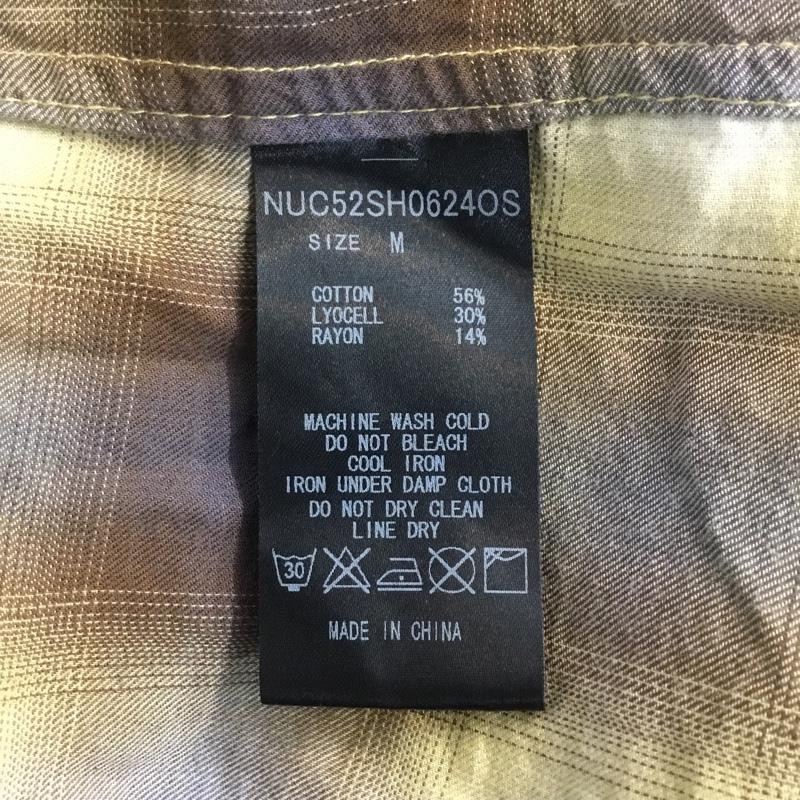 NUC52SH0624OS
SIZE M
COTTON 56%
LYOCELL 30%
RAYON 14%
MACHINE WASH COLD
DO NOT BLEACH
COOL IRON
IRON UNDER DAMP CLOTH
DO NOT DRY CLEAN
LINE DRY
30
MADE IN CHINA